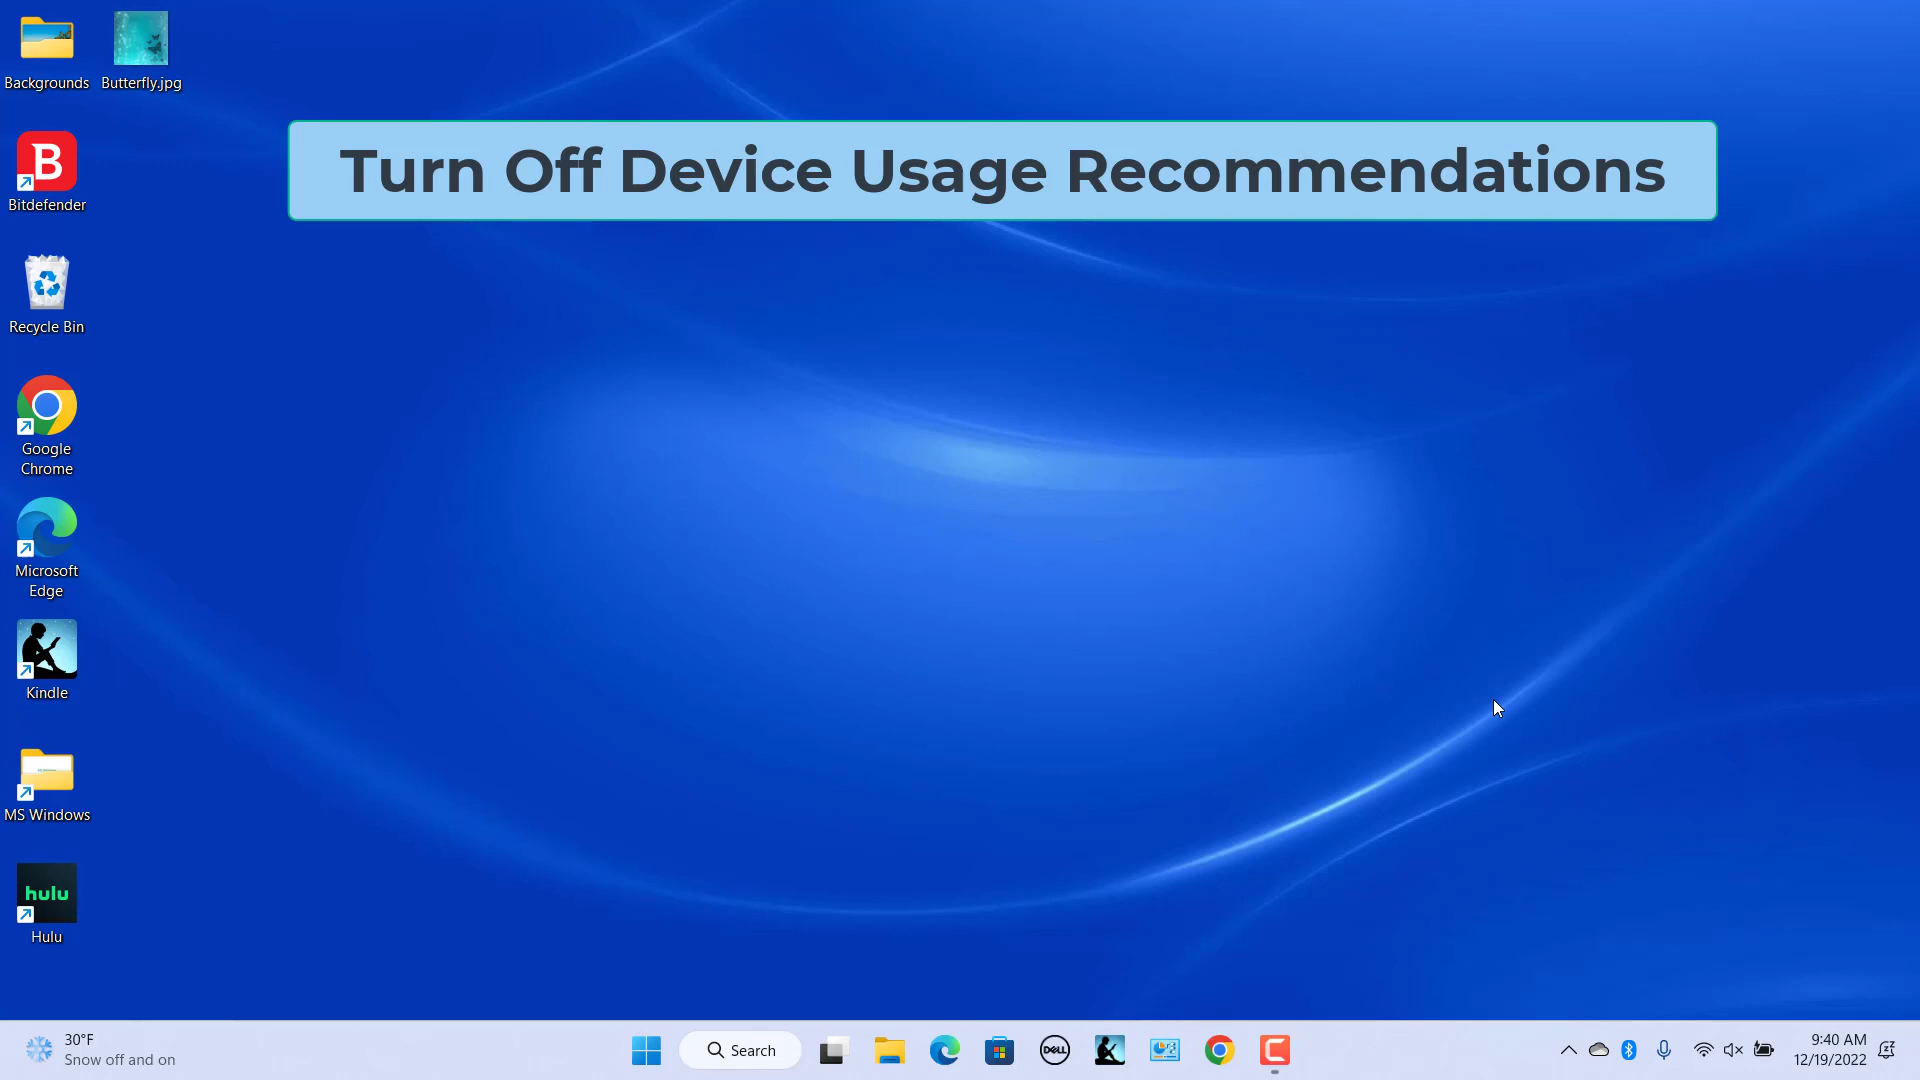 Turn Off Device Usage Recommendations
Backgrounds
Butterfly.jpg
B
Bitdefender
Recycle Bin
Google
Chrome
Microsoft
Edge
Kindle
MS Windows
hulu
Hulu
30°F
Snow off and on
Search
DELL
9:40 AM
12/19/2022